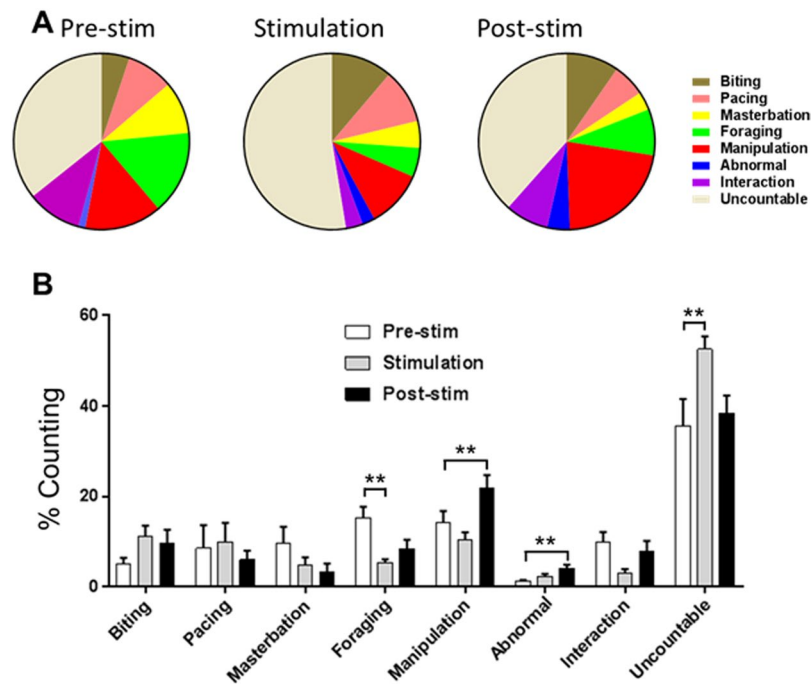 A
Pre-stim
Stimulation
Post-stim
Biting
Pacing
Masterbation
Foraging
Manipulation
Abnormal
Interaction
Uncountable
B
% Counting
60
40
20
0
Pre-stim
Stimulation
Post-stim
**
**
**
**
Biting
Pacing
Masterbation
Foraging
Manipulation
Abnormal
Interaction
Uncountable